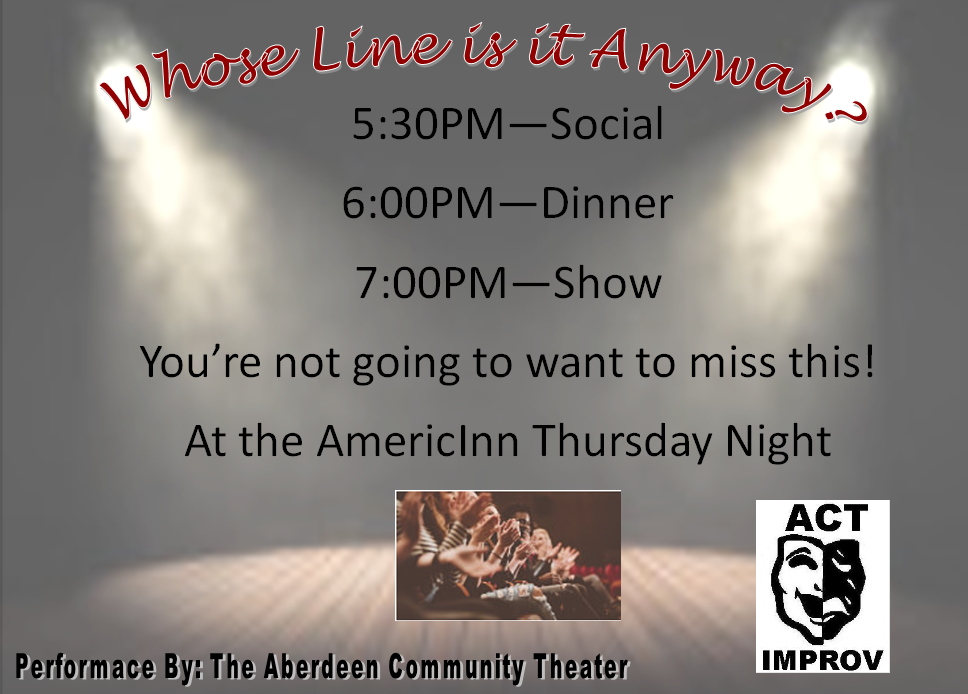 Whose Line is it Anyway?
5:30PM—Social
6:00PM—Dinner
7:00PM—Show
You're not going to want to miss this!
At the AmericInn Thursday Night
ACT
IMPROV
Performace By: The Aberdeen Community Theater